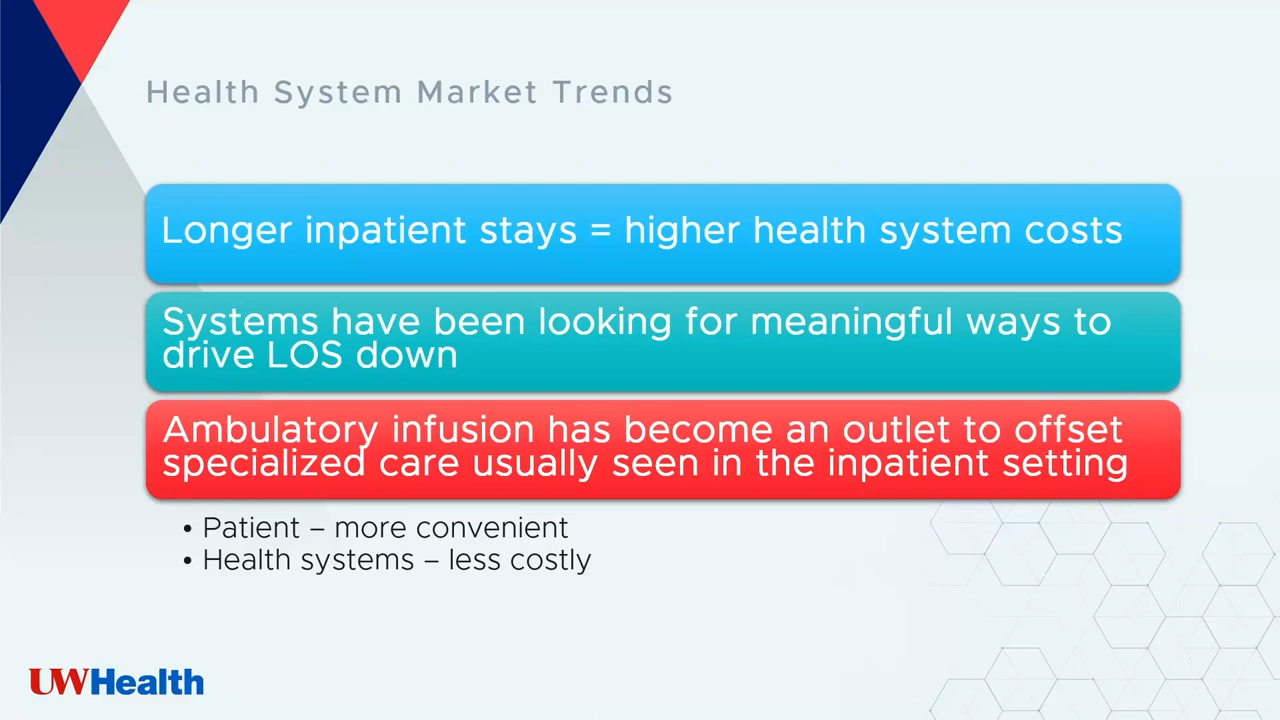 Health System Market Trends
Longer inpatient stays = higher health system costs
Systems have been looking for meaningful ways to
drive LOS down
Ambulatory infusion has become an outlet to offset
specialized care usually seen in the inpatient setting
• Patient – more convenient
• Health systems – less costly
UWHealth